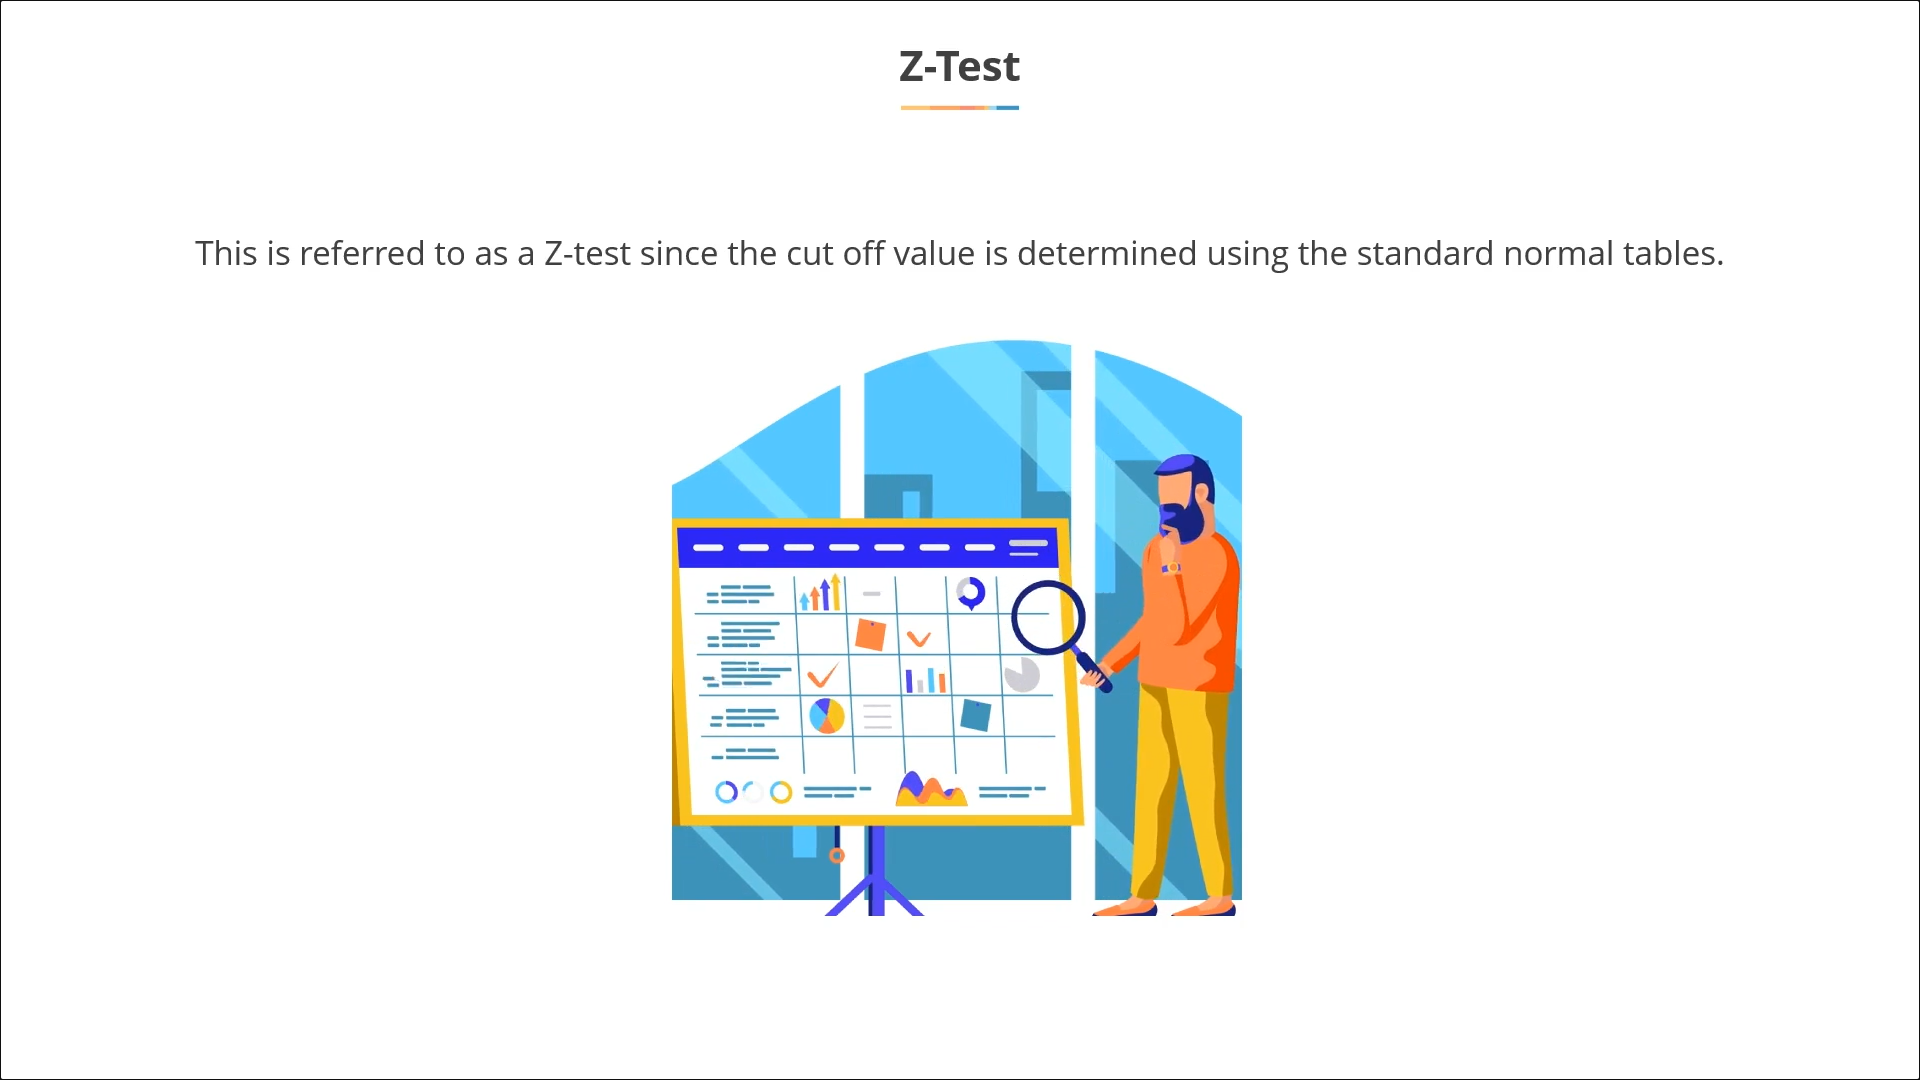 Z-Test
This is referred to as a Z-test since the cut off value is determined using the standard normal tables.